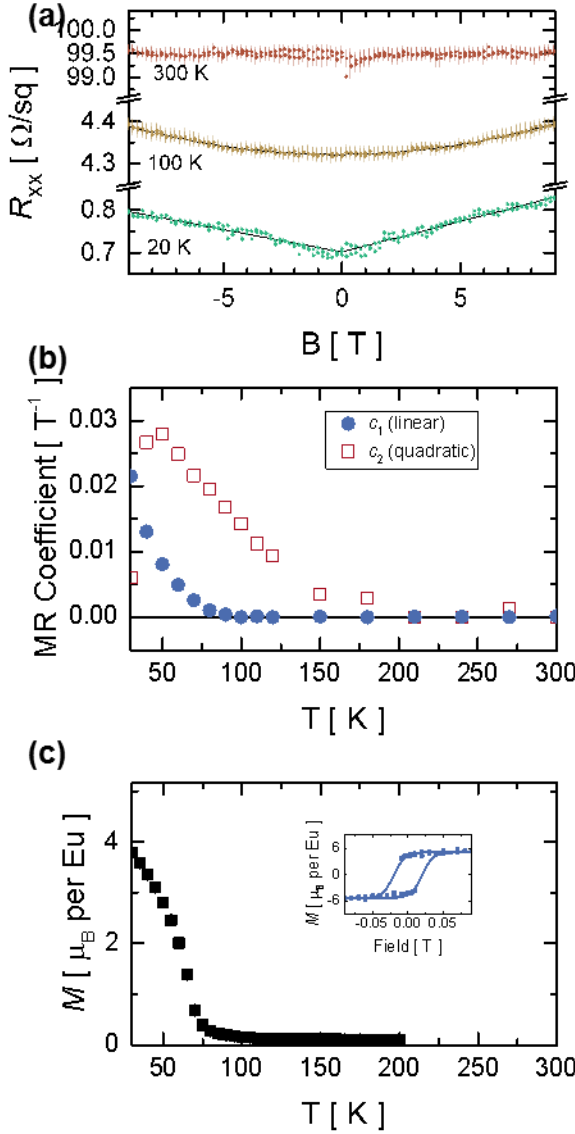 (a)
100.0
99.5
99.0
300 K
4.4
4.3
100 K
0.8
0.7
20 K
R_xx [ Ω/sq ]
-5 0 5
B [ T ]
(b)
MR Coefficient [ T⁻¹ ]
0.03
0.02
0.01
0.00
c₁ (linear)
c₂ (quadratic)
50 100 150 200 250 300
T [ K ]
(c)
M [ μ_B per Eu ]
4
2
0
M [ μ_B per Eu ]
6
0
-6
-0.05 0.00 0.05
Field [ T ]
50 100 150 200 250 300
T [ K ]